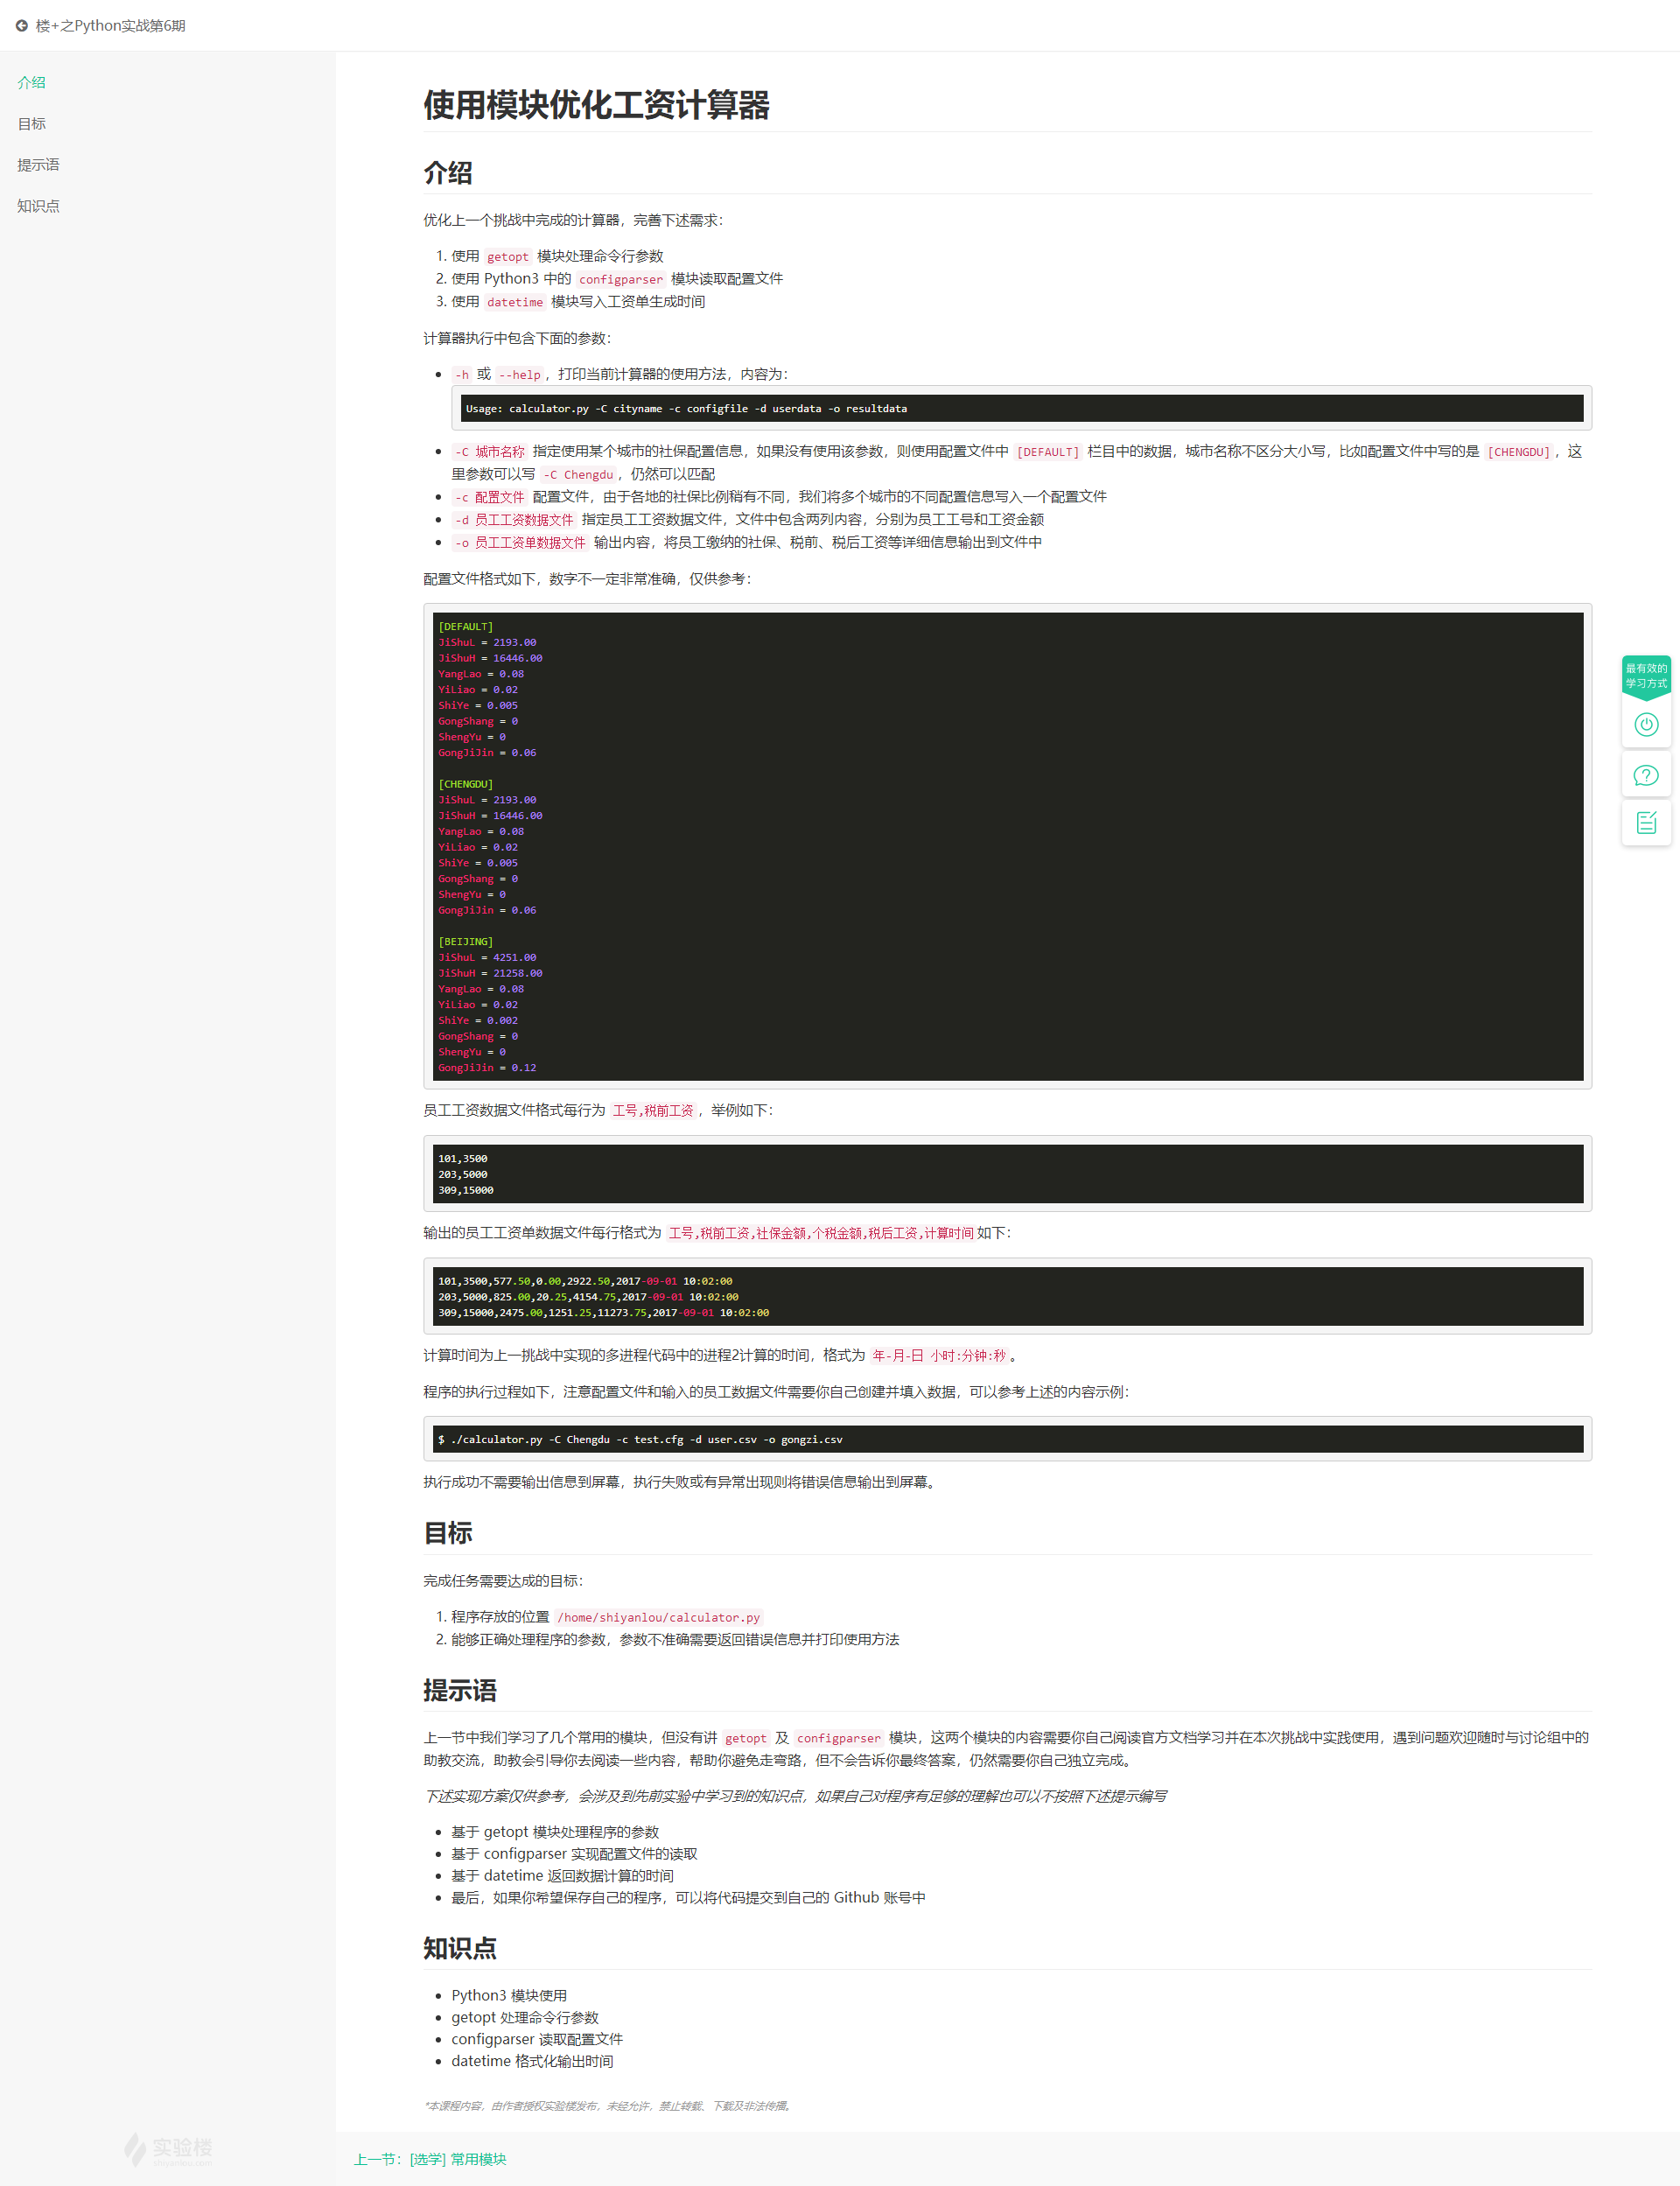 楼+之Python实战第6期
介绍
目标
提示语
知识点
使用模块优化工资计算器
介绍
优化上一个挑战中完成的计算器，完善下述需求：
1. 使用 getopt 模块处理命令行参数
2. 使用 Python3 中的 configparser 模块读取配置文件
3. 使用 datetime 模块写入工资单生成时间
计算器执行中包含下面的参数：
-h 或 --help，打印当前计算器的使用方法，内容为：
Usage: calculator.py -C cityname -c configfile -d userdata -o resultdata
-C 城市名称 指定使用某个城市的社保配置信息，如果没有使用该参数，则使用配置文件中 [DEFAULT] 栏目中的数据，城市名称不区分大小写，比如配置文件中写的是 [CHENGDU]，这
里参数可以写 -C Chengdu，仍然可以匹配
-c 配置文件 配置文件，由于各地的社保比例稍有不同，我们将多个城市的不同配置信息写入一个配置文件
-d 员工工资数据文件 指定员工工资数据文件，文件中包含两列内容，分别为员工工号和工资金额
-o 员工工资单数据文件 输出内容，将员工缴纳的社保、税前、税后工资等详细信息输出到文件中
配置文件格式如下，数字不一定非常准确，仅供参考：
[DEFAULT]
JiShuL = 2193.00
JiShuH = 16446.00
YangLao = 0.08
YiLiao = 0.02
ShiYe = 0.005
GongShang = 0
ShengYu = 0
GongJiJin = 0.06
[CHENGDU]
JiShuL = 2193.00
JiShuH = 16446.00
YangLao = 0.08
YiLiao = 0.02
ShiYe = 0.005
GongShang = 0
ShengYu = 0
GongJiJin = 0.06
[BEIJING]
JiShuL = 4251.00
JiShuH = 21258.00
YangLao = 0.08
YiLiao = 0.02
ShiYe = 0.002
GongShang = 0
ShengYu = 0
GongJiJin = 0.12
员工工资数据文件格式每行为 工号,税前工资，举例如下：
101,3500
203,5000
309,15000
输出的员工工资单数据文件每行格式为 工号,税前工资,社保金额,个税金额,税后工资,计算时间 如下：
101,3500,577.50,0.00,2922.50,2017-09-01 10:02:00
203,5000,825.00,20.25,4154.75,2017-09-01 10:02:00
309,15000,2475.00,1251.25,11273.75,2017-09-01 10:02:00
计算时间为上一挑战中实现的多进程代码中的进程2计算的时间，格式为 年-月-日 小时:分钟:秒。
程序的执行过程如下，注意配置文件和输入的员工数据文件需要你自己创建并填入数据，可以参考上述的内容示例：
$ ./calculator.py -C Chengdu -c test.cfg -d user.csv -o gongzi.csv
执行成功不需要输出信息到屏幕，执行失败或有异常出现则将错误信息输出到屏幕。
目标
完成任务需要达成的目标：
1. 程序存放的位置 /home/shiyanlou/calculator.py
2. 能够正确处理程序的参数，参数不准确需要返回错误信息并打印使用方法
提示语
上一节中我们学习了几个常用的模块，但没有讲 getopt 及 configparser 模块，这两个模块的内容需要你自己阅读官方文档学习并在本次挑战中实践使用，遇到问题欢迎随时与讨论组中的
助教交流，助教会引导你去阅读一些内容，帮助你避免走弯路，但不会告诉你最终答案，仍然需要你自己独立完成。
下述实现方案仅供参考，会涉及到先前实验中学习到的知识点，如果自己对程序有足够的理解也可以不按照下述提示编写
基于 getopt 模块处理程序的参数
基于 configparser 实现配置文件的读取
基于 datetime 返回数据计算的时间
最后，如果你希望保存自己的程序，可以将代码提交到自己的 Github 账号中
知识点
Python3 模块使用
getopt 处理命令行参数
configparser 读取配置文件
datetime 格式化输出时间
*本课程内容，由作者授权实验楼发布，未经允许，禁止转载、下载及非法传播。
上一节：[选学] 常用模块
实验楼
shiyanlou.com
最有效的
学习方式